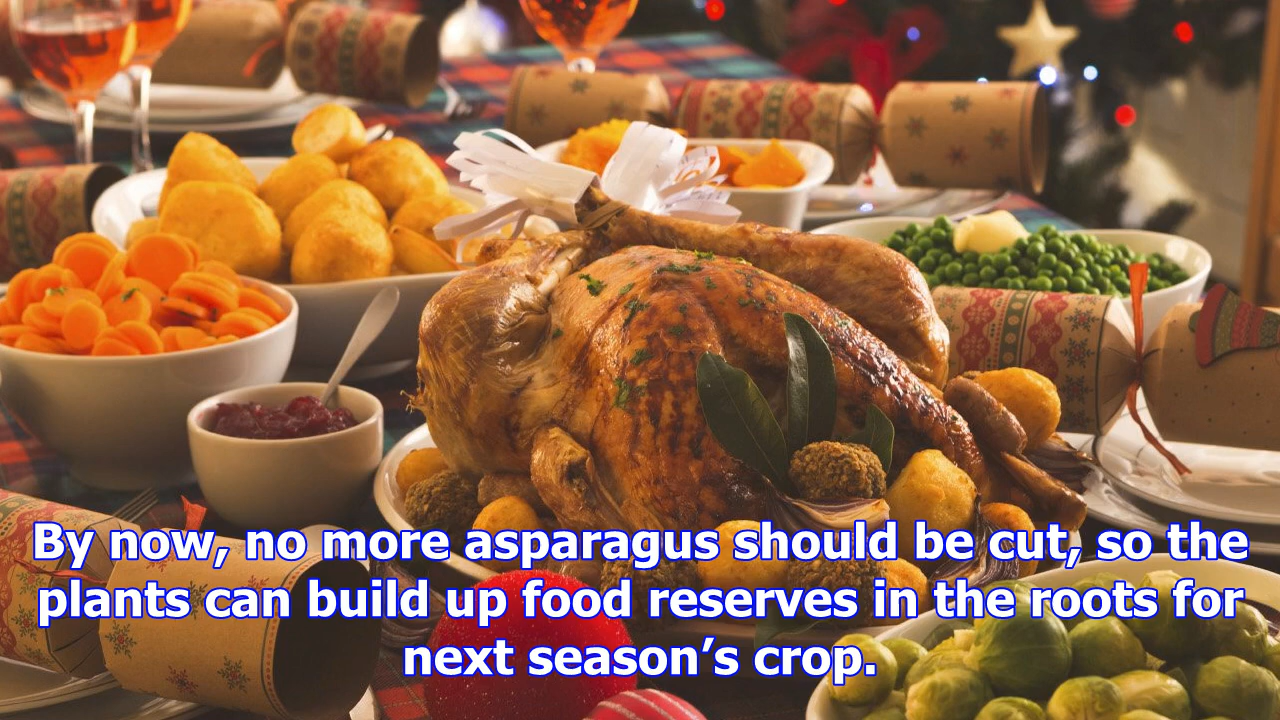 By now, no more asparagus should be cut, so the
plants can build up food reserves in the roots for
next season’s crop.